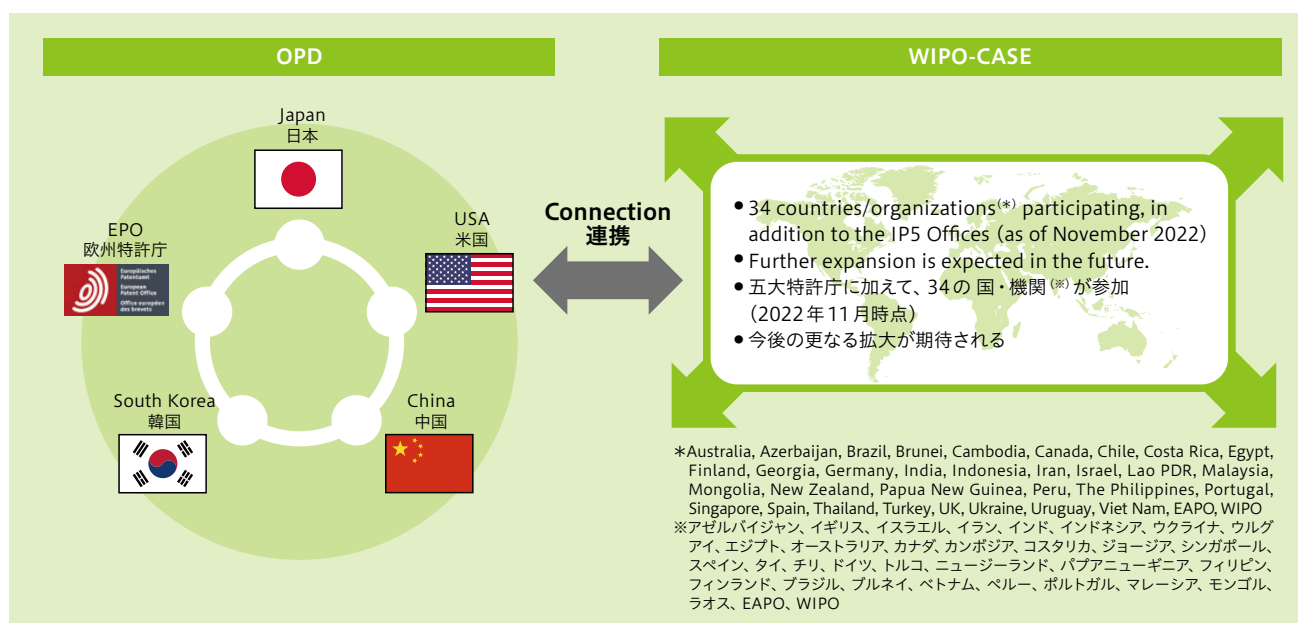 OPD
Japan
日本
USA
米国
EPO
欧州特許庁
Europäisches
Patentamt
European
Patent Office
Office européen
des brevets
South Korea
韓国
China
中国
Connection
連携
WIPO-CASE
● 34 countries/organizations(*) participating, in
addition to the IP5 Offices (as of November 2022)
● Further expansion is expected in the future.
● 五大特許庁に加えて、34の国・機関(※)が参加
（2022年11月時点）
● 今後の更なる拡大が期待される
＊Australia, Azerbaijan, Brazil, Brunei, Cambodia, Canada, Chile, Costa Rica, Egypt,
Finland, Georgia, Germany, India, Indonesia, Iran, Israel, Lao PDR, Malaysia,
Mongolia, New Zealand, Papua New Guinea, Peru, The Philippines, Portugal,
Singapore, Spain, Thailand, Turkey, UK, Ukraine, Uruguay, Viet Nam, EAPO, WIPO
※アゼルバイジャン、イギリス、イスラエル、イラン、インド、インドネシア、ウクライナ、ウルグ
アイ、エジプト、オーストラリア、カナダ、カンボジア、コスタリカ、ジョージア、シンガポール、
スペイン、タイ、チリ、ドイツ、トルコ、ニュージーランド、パプアニューギニア、フィリピン、
フィンランド、ブラジル、ブルネイ、ベトナム、ペルー、ポルトガル、マレーシア、モンゴル、
ラオス、EAPO、WIPO